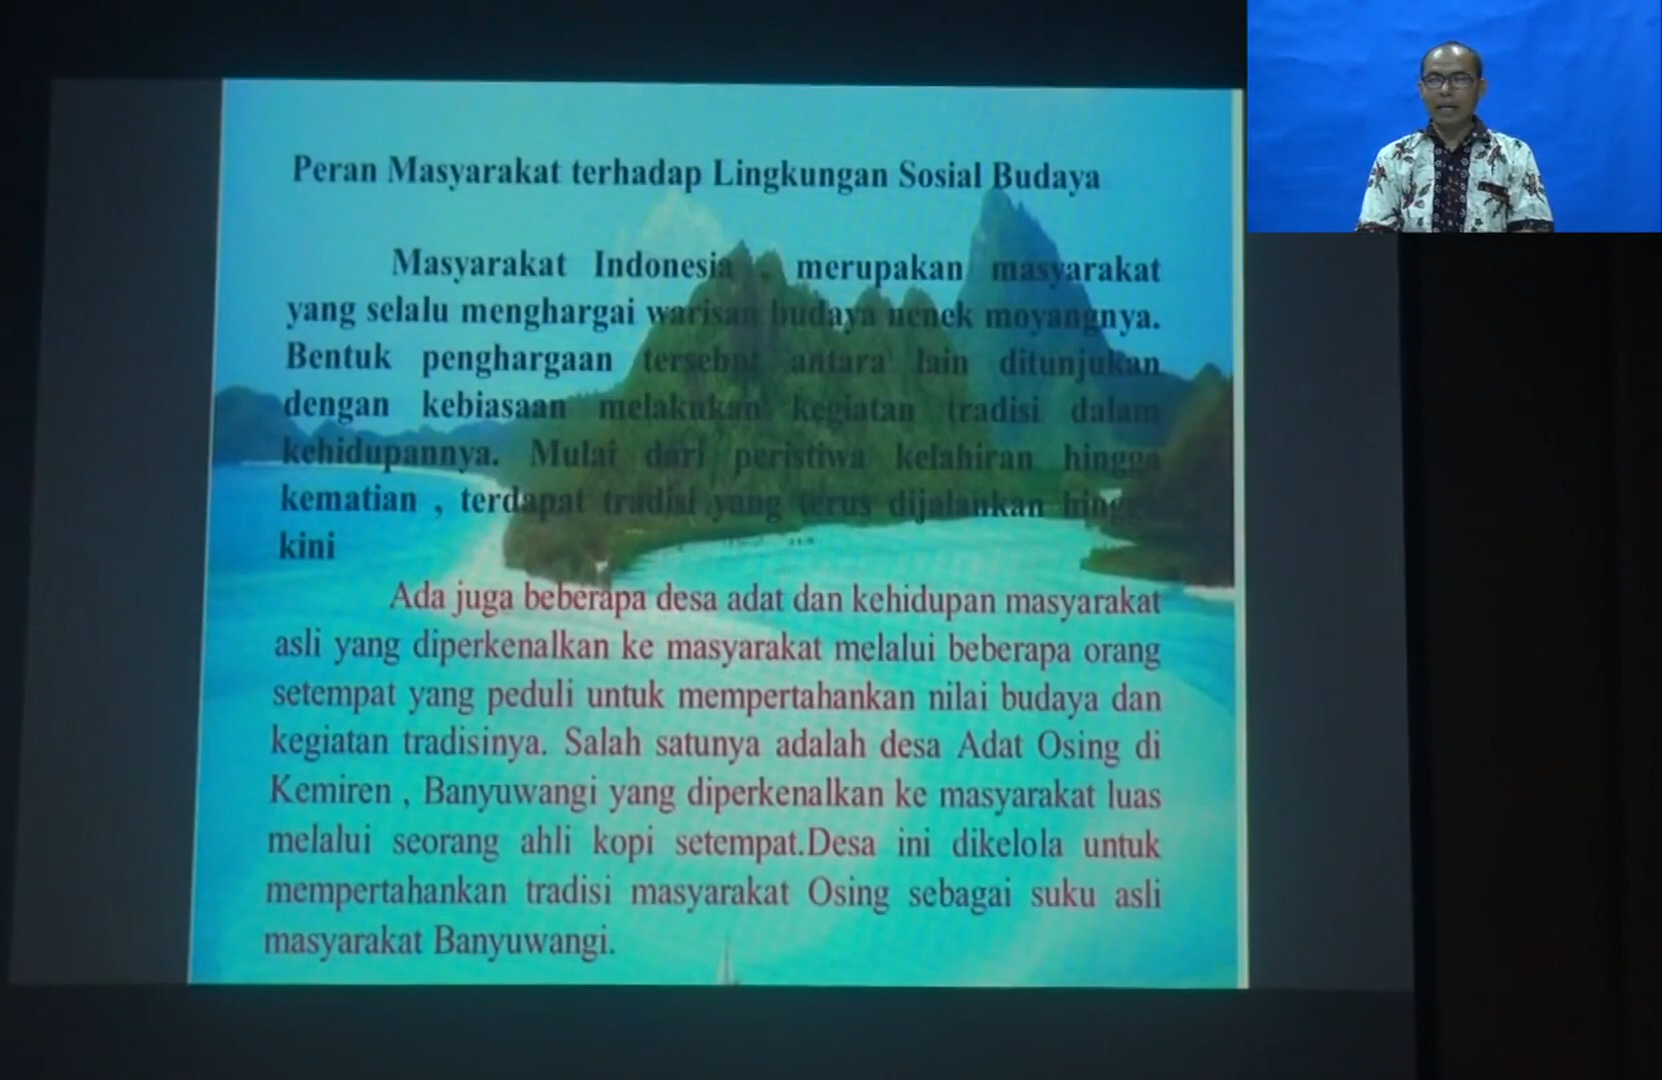 Peran Masyarakat terhadap Lingkungan Sosial Budaya
Masyarakat Indonesia , merupakan masyarakat
yang selalu menghargai warisan budaya nenek moyangnya.
Bentuk penghargaan tersebut antara lain ditunjukan
dengan kebiasaan melakukan kegiatan tradisi dalam
kehidupannya. Mulai dari peristiwa kelahiran hingga
kematian , terdapat tradisi yang terus dijalankan hingga
kini
Ada juga beberapa desa adat dan kehidupan masyarakat
asli yang diperkenalkan ke masyarakat melalui beberapa orang
setempat yang peduli untuk mempertahankan nilai budaya dan
kegiatan tradisinya. Salah satunya adalah desa Adat Osing di
Kemiren , Banyuwangi yang diperkenalkan ke masyarakat luas
melalui seorang ahli kopi setempat.Desa ini dikelola untuk
mempertahankan tradisi masyarakat Osing sebagai suku asli
masyarakat Banyuwangi.